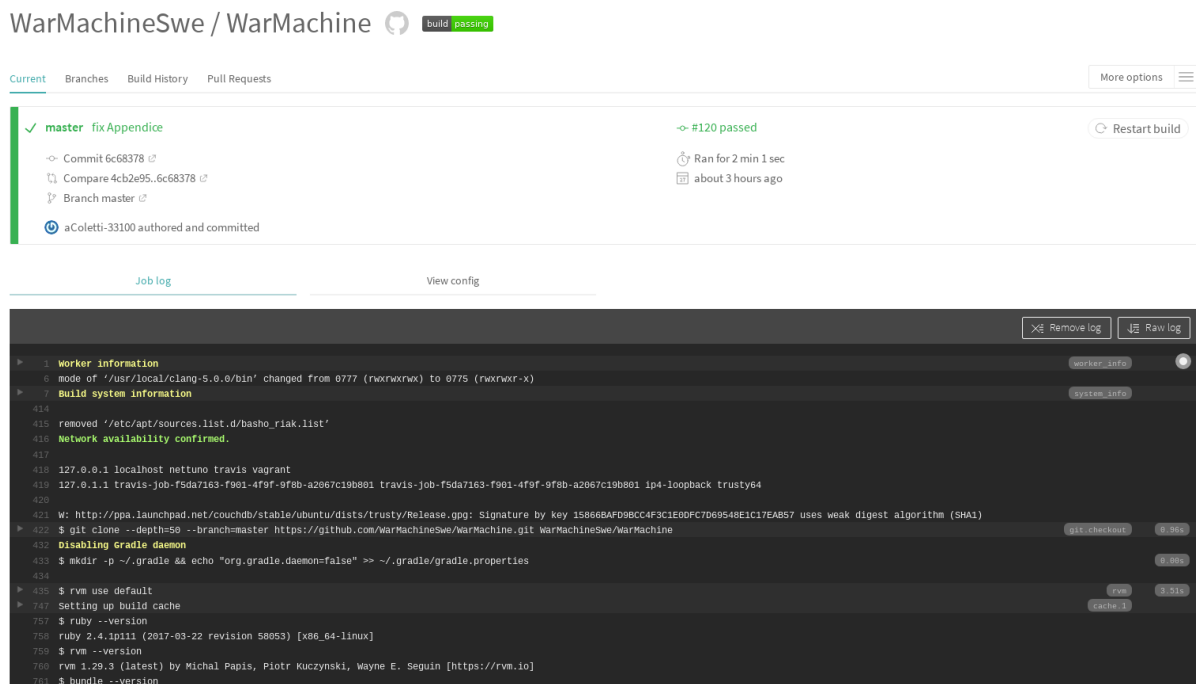 WarMachineSwe / WarMachine build passing
Current Branches Build History Pull Requests More options
master fix Appendice #120 passed Restart build
Commit 6c68378 Ran for 2 min 1 sec
Compare 4cb2e95..6c68378 about 3 hours ago
Branch master
aColetti-33100 authored and committed
Job log View config
Remove log Raw log
1 Worker information worker_info
6 mode of ‘/usr/local/clang-5.0.0/bin’ changed from 0777 (rwxrwxrwx) to 0775 (rwxrwxr-x)
7 Build system information system_info
414
415 removed ‘/etc/apt/sources.list.d/basho_riak.list’
416 Network availability confirmed.
417
418 127.0.0.1 localhost nettuno travis vagrant
419 127.0.1.1 travis-job-f5da7163-f901-4f9f-9f8b-a2067c19b801 travis-job-f5da7163-f901-4f9f-9f8b-a2067c19b801 ip4-loopback trusty64
420
421 W: http://ppa.launchpad.net/couchdb/stable/ubuntu/dists/trusty/Release.gpg: Signature by key 15866BAFD9BCC4F3C1E0DFC7D69548E1C17EAB57 uses weak digest algorithm (SHA1)
422 $ git clone --depth=50 --branch=master https://github.com/WarMachineSwe/WarMachine.git WarMachineSwe/WarMachine git.checkout 0.96s
432 Disabling Gradle daemon
433 $ mkdir -p ~/.gradle && echo "org.gradle.daemon=false" >> ~/.gradle/gradle.properties 0.00s
434
435 $ rvm use default rvm 3.51s
747 Setting up build cache cache.1
757 $ ruby --version
758 ruby 2.4.1p111 (2017-03-22 revision 58053) [x86_64-linux]
759 $ rvm --version
760 rvm 1.29.3 (latest) by Michal Papis, Piotr Kuczynski, Wayne E. Seguin [https://rvm.io]
761 $ bundle --version